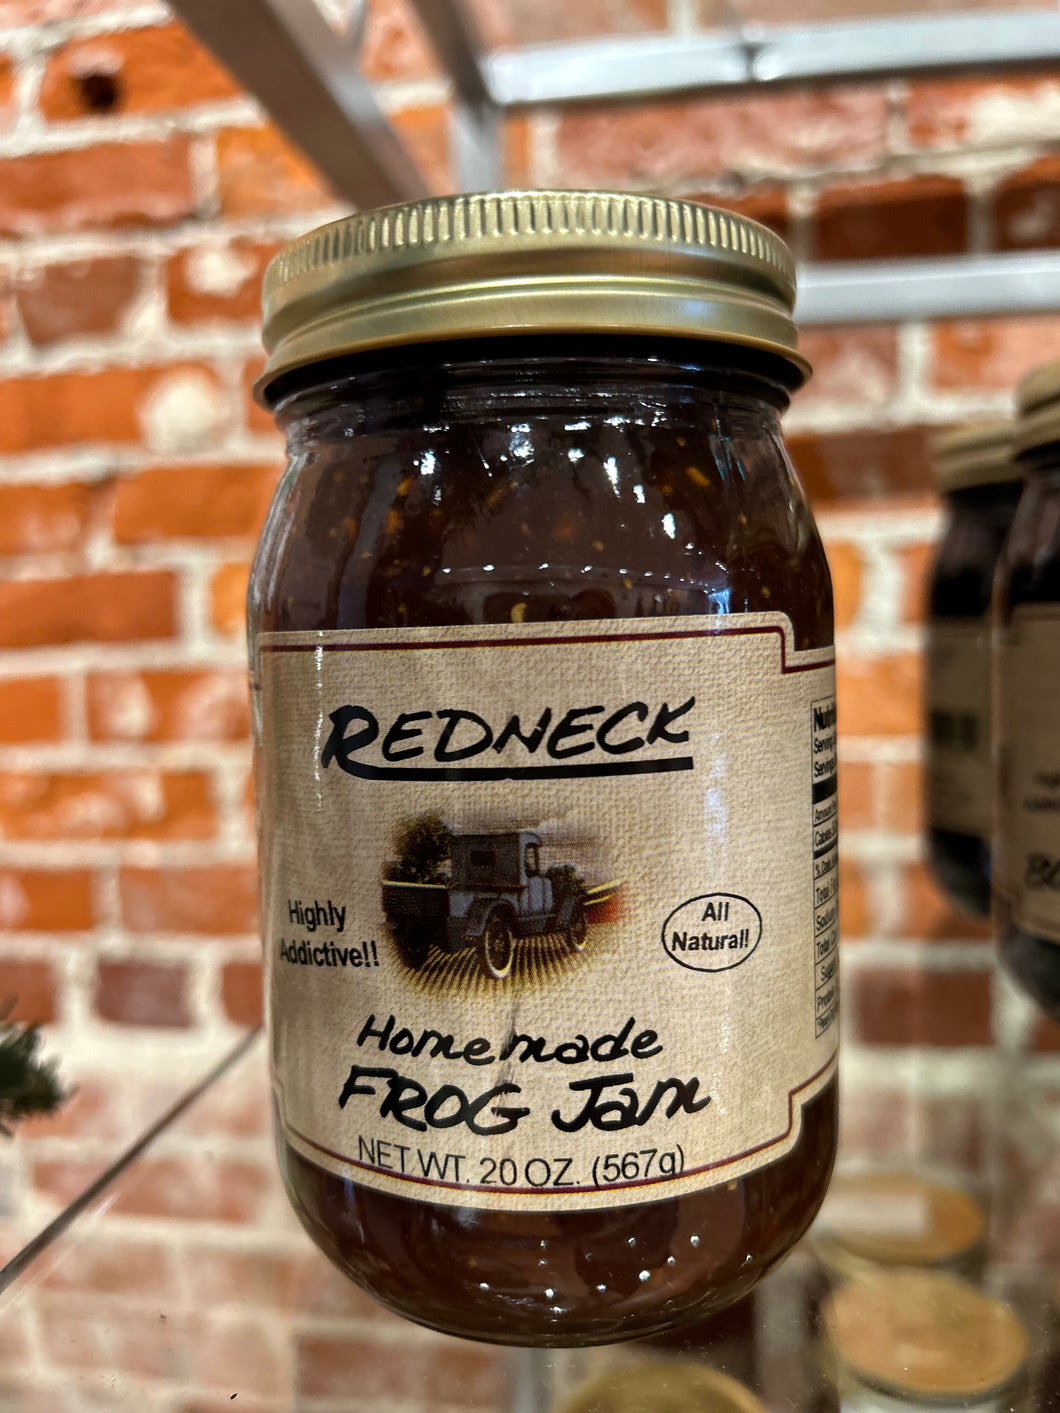 REDNECK
Highly
Addictive!!
All
Natural!
Homemade
FROG Jam
NET WT. 20 OZ. (567g)